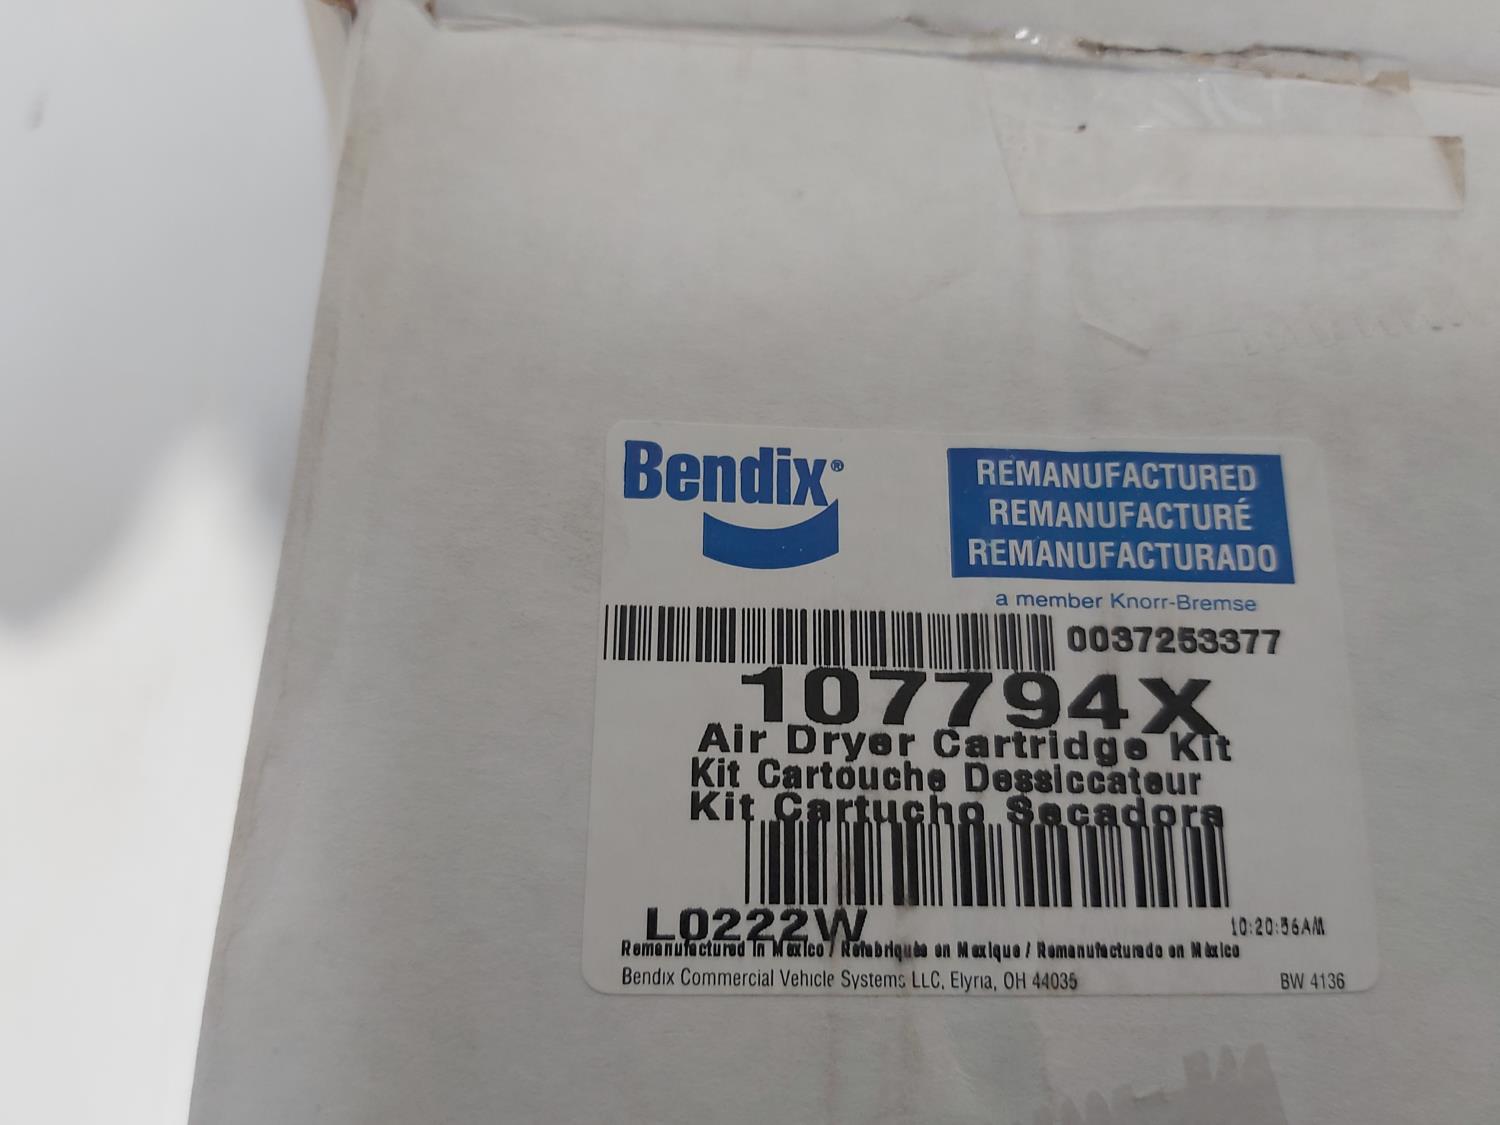 Bendix®
REMANUFACTURED
REMANUFACTURÉ
REMANUFACTURADO
a member Knorr-Bremse
0037253377
107794X
Air Dryer Cartridge Kit
Kit Cartouche Dessiccateur
Kit Cartucho Secadora
L0222W
10:20:56AM
Remanufactured in México / Refabriqués en Mexique / Remanufacturado en México
Bendix Commercial Vehicle Systems LLC, Elyria, OH 44035
BW 4136